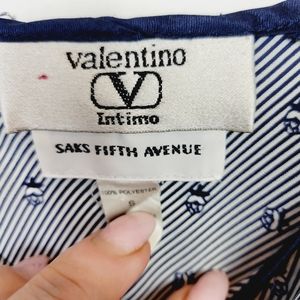 valentino
V
intimo
SAKS FIFTH AVENUE
100% POLYESTER
S